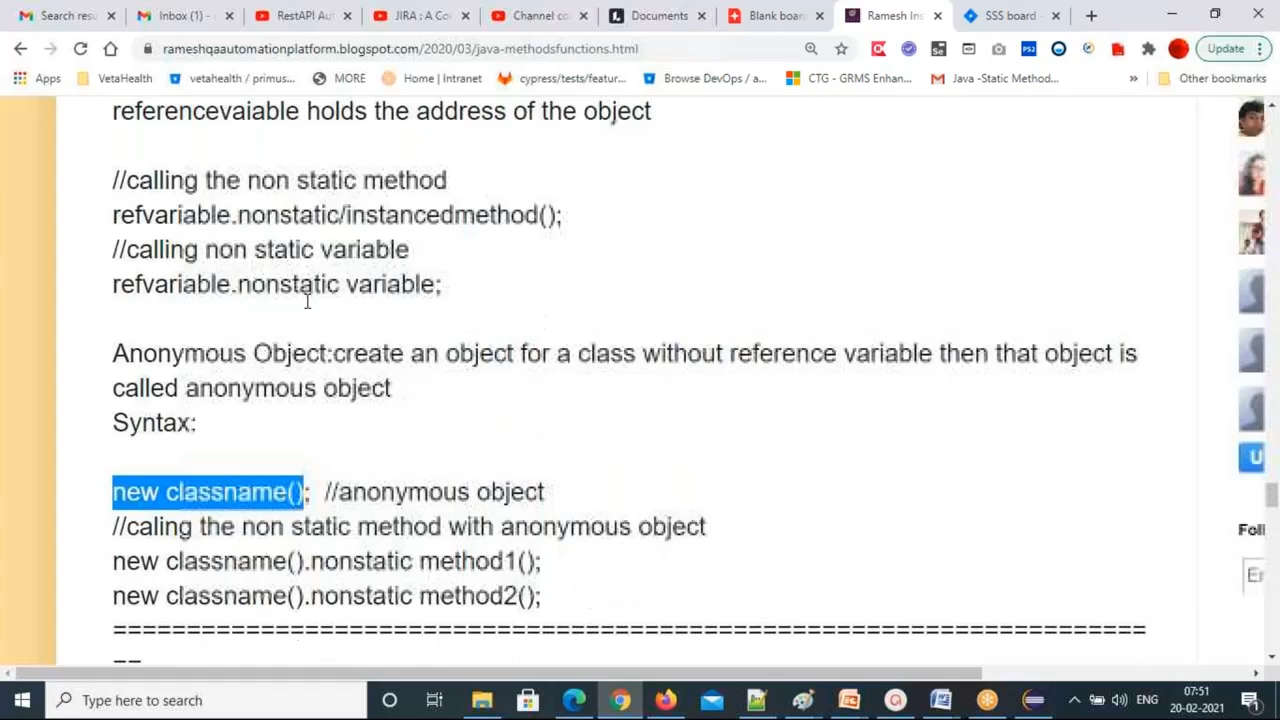 Search resu
Inbox (1) -
RestAPI Aut
JIRA : A Co
Channel co
Documents
Blank boar
Ramesh Ins
SSS board -
rameshqaautomationplatform.blogspot.com/2020/03/java-methodsfunctions.html
Update
Apps
VetaHealth
vetahealth / primus...
MORE
Home | Intranet
cypress/tests/featur...
Browse DevOps / a...
CTG - GRMS Enhan...
Java -Static Method...
»
Other bookmarks
referencevaiable holds the address of the object
//calling the non static method
refvariable.nonstatic/instancedmethod();
//calling non static variable
refvariable.nonstatic variable;
Anonymous Object:create an object for a class without reference variable then that object is
called anonymous object
Syntax:
new classname();  //anonymous object
//caling the non static method with anonymous object
new classname().nonstatic method1();
new classname().nonstatic method2();
======================================================================
==
Foll
Type here to search
ENG
07:51
20-02-2021